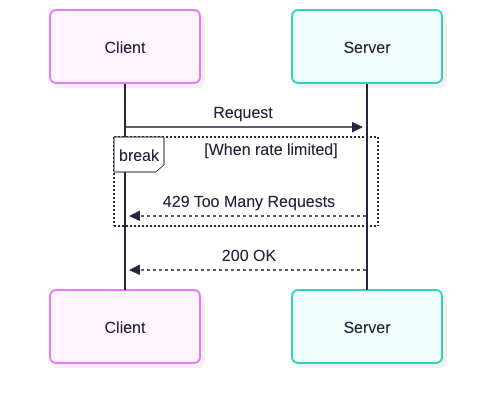 Client
Server
Request
break
[When rate limited]
429 Too Many Requests
200 OK
Client
Server